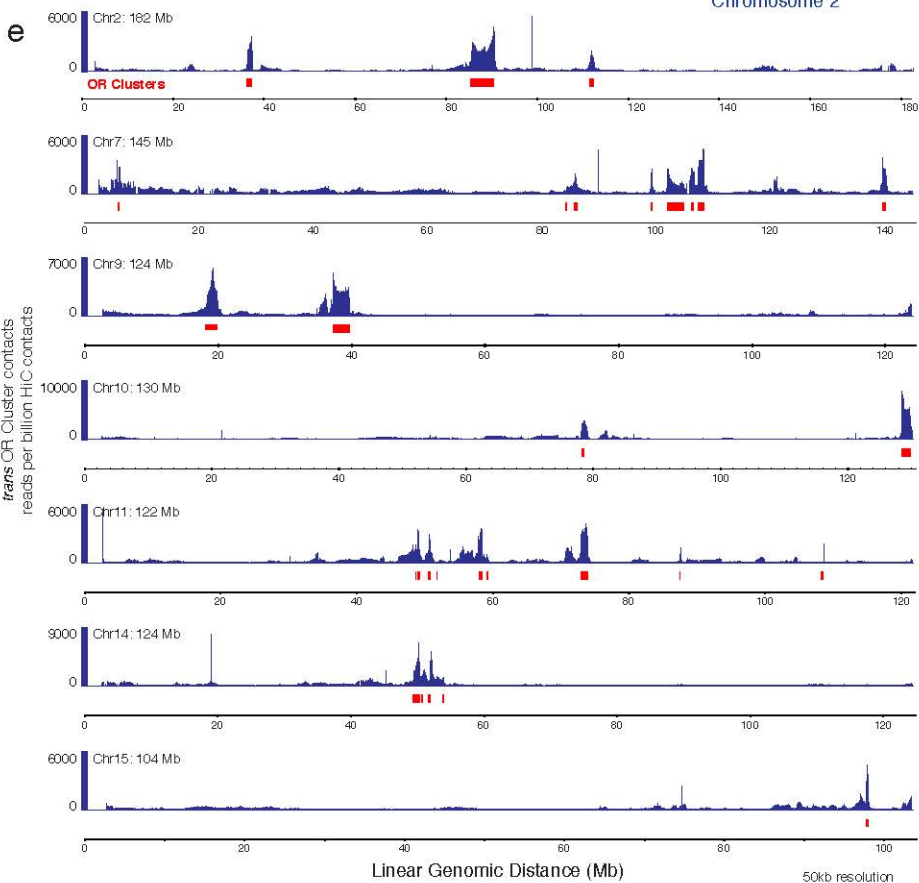 Chromosome 2
e
6000
Chr2: 182 Mb
0
OR Clusters
0 20 40 60 80 100 120 140 160 180
6000
Chr7: 145 Mb
0
0 20 40 60 80 100 120 140
7000
Chr9: 124 Mb
0
0 20 40 60 80 100 120
trans OR Cluster contacts
reads per billion HiC contacts
10000
Chr10: 130 Mb
0
0 20 40 60 80 100 120
6000
Chr11: 122 Mb
0
0 20 40 60 80 100 120
9000
Chr14: 124 Mb
0
0 20 40 60 80 100 120
6000
Chr15: 104 Mb
0
0 20 40 60 80 100
Linear Genomic Distance (Mb)
50kb resolution